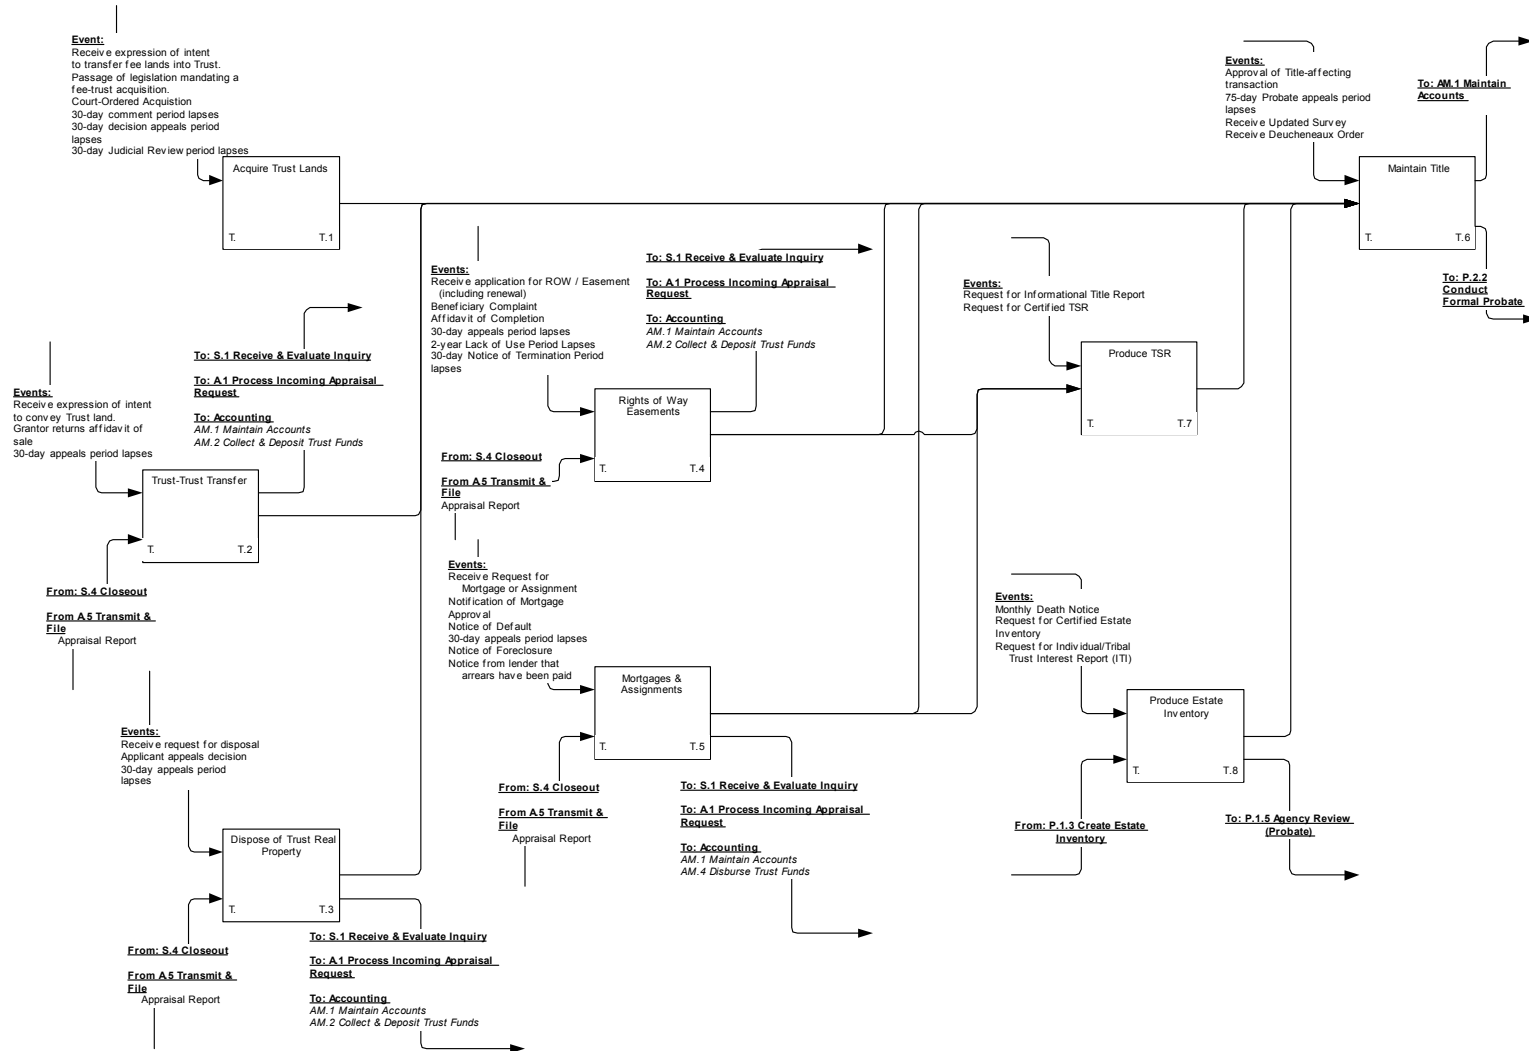 Event:
Receive expression of intent
to transfer fee lands into Trust.
Passage of legislation mandating a
fee-trust acquisition.
Court-Ordered Acquistion
30-day comment period lapses
30-day decision appeals period
lapses
30-day Judicial Review period lapses
Acquire Trust Lands
T.
T.1
Events:
Approval of Title-affecting
transaction
75-day Probate appeals period
lapses
Receive Updated Survey
Receive Deucheneaux Order
To: AM.1 Maintain
Accounts
Maintain Title
T.
T.6
To: P.2.2
Conduct
Formal Probate
Events:
Receive expression of intent
to convey Trust land.
Grantor returns affidavit of
sale
30-day appeals period lapses
To: S.1 Receive & Evaluate Inquiry
To: A.1 Process Incoming Appraisal
Request
To: Accounting
AM.1 Maintain Accounts
AM.2 Collect & Deposit Trust Funds
Trust-Trust Transfer
T.
T.2
From: S.4 Closeout
From A.5 Transmit &
File
Appraisal Report
Events:
Receive application for ROW / Easement
(including renewal)
Beneficiary Complaint
Affidavit of Completion
30-day appeals period lapses
2-year Lack of Use Period Lapses
30-day Notice of Termination Period
lapses
To: S.1 Receive & Evaluate Inquiry
To: A.1 Process Incoming Appraisal
Request
To: Accounting
AM.1 Maintain Accounts
AM.2 Collect & Deposit Trust Funds
Rights of Way
Easements
T.
T.4
From: S.4 Closeout
From A.5 Transmit &
File
Appraisal Report
Events:
Request for Informational Title Report
Request for Certified TSR
Produce TSR
T.
T.7
Events:
Receive Request for
Mortgage or Assignment
Notification of Mortgage
Approval
Notice of Default
30-day appeals period lapses
Notice of Foreclosure
Notice from lender that
arrears have been paid
Mortgages &
Assignments
T.
T.5
From: S.4 Closeout
From A.5 Transmit &
File
Appraisal Report
To: S.1 Receive & Evaluate Inquiry
To: A.1 Process Incoming Appraisal
Request
To: Accounting
AM.1 Maintain Accounts
AM.4 Disburse Trust Funds
Events:
Monthly Death Notice
Request for Certified Estate
Inventory
Request for Individual/Tribal
Trust Interest Report (ITI)
Produce Estate
Inventory
T.
T.8
From: P.1.3 Create Estate
Inventory
To: P.1.5 Agency Review
(Probate)
Events:
Receive request for disposal
Applicant appeals decision
30-day appeals period
lapses
Dispose of Trust Real
Property
T.
T.3
From: S.4 Closeout
From A.5 Transmit &
File
Appraisal Report
To: S.1 Receive & Evaluate Inquiry
To: A.1 Process Incoming Appraisal
Request
To: Accounting
AM.1 Maintain Accounts
AM.2 Collect & Deposit Trust Funds